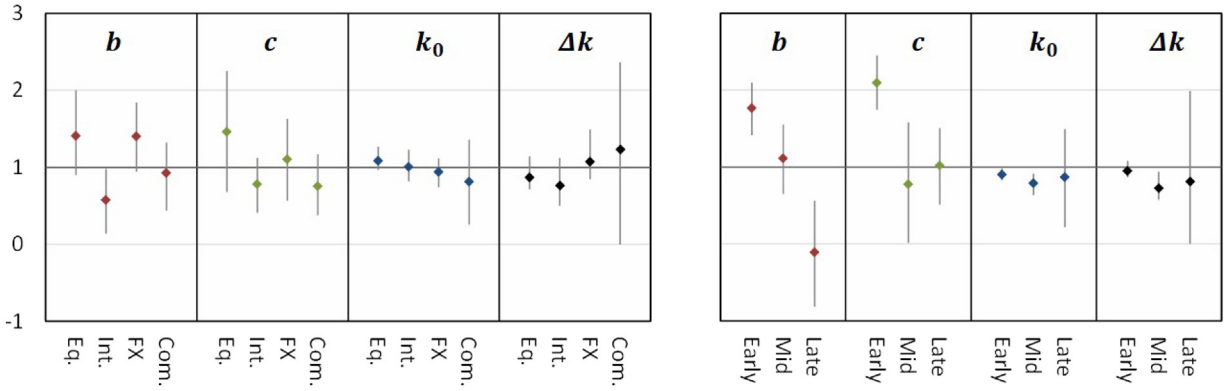 3
2
1
0
-1
b c k₀ Δk
Eq. Int. FX Com. Eq. Int. FX Com. Eq. Int. FX Com. Eq. Int. FX Com.
b c k₀ Δk
Early Mid Late Early Mid Late Early Mid Late Early Mid Late